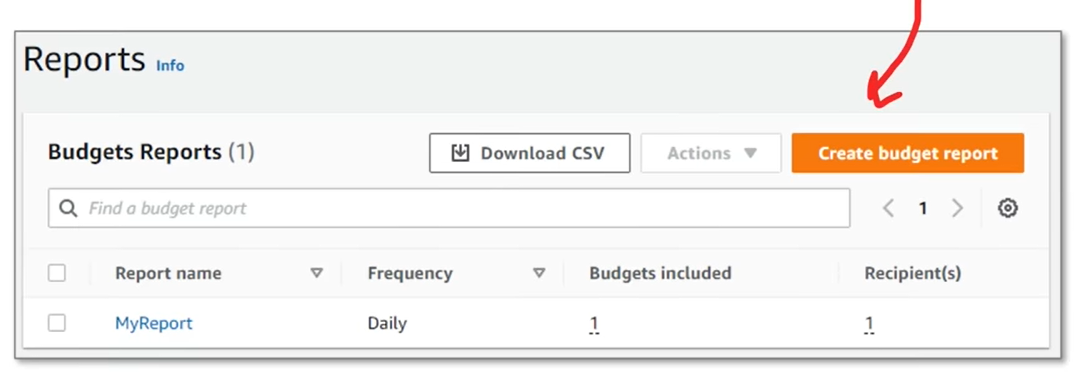 Reports Info
Budgets Reports (1) Download CSV Actions Create budget report
Find a budget report 1
Report name Frequency Budgets included Recipient(s)
MyReport Daily 1 1